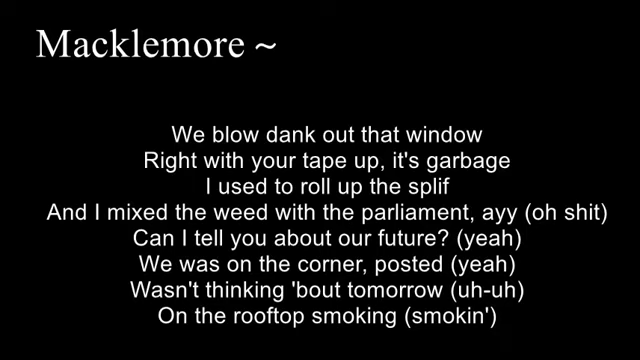 Macklemore ~
We blow dank out that window
Right with your tape up, it's garbage
I used to roll up the splif
And I mixed the weed with the parliament, ayy (oh shit)
Can I tell you about our future? (yeah)
We was on the corner, posted (yeah)
Wasn't thinking 'bout tomorrow (uh-uh)
On the rooftop smoking (smokin')